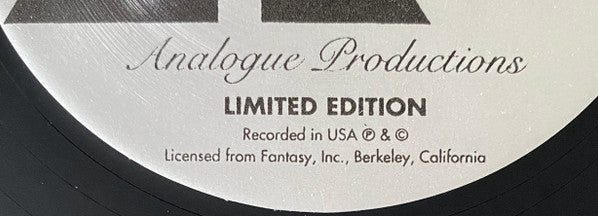 Analogue Productions
LIMITED EDITION
Recorded in USA ℗ & ©
Licensed from Fantasy, Inc., Berkeley, California